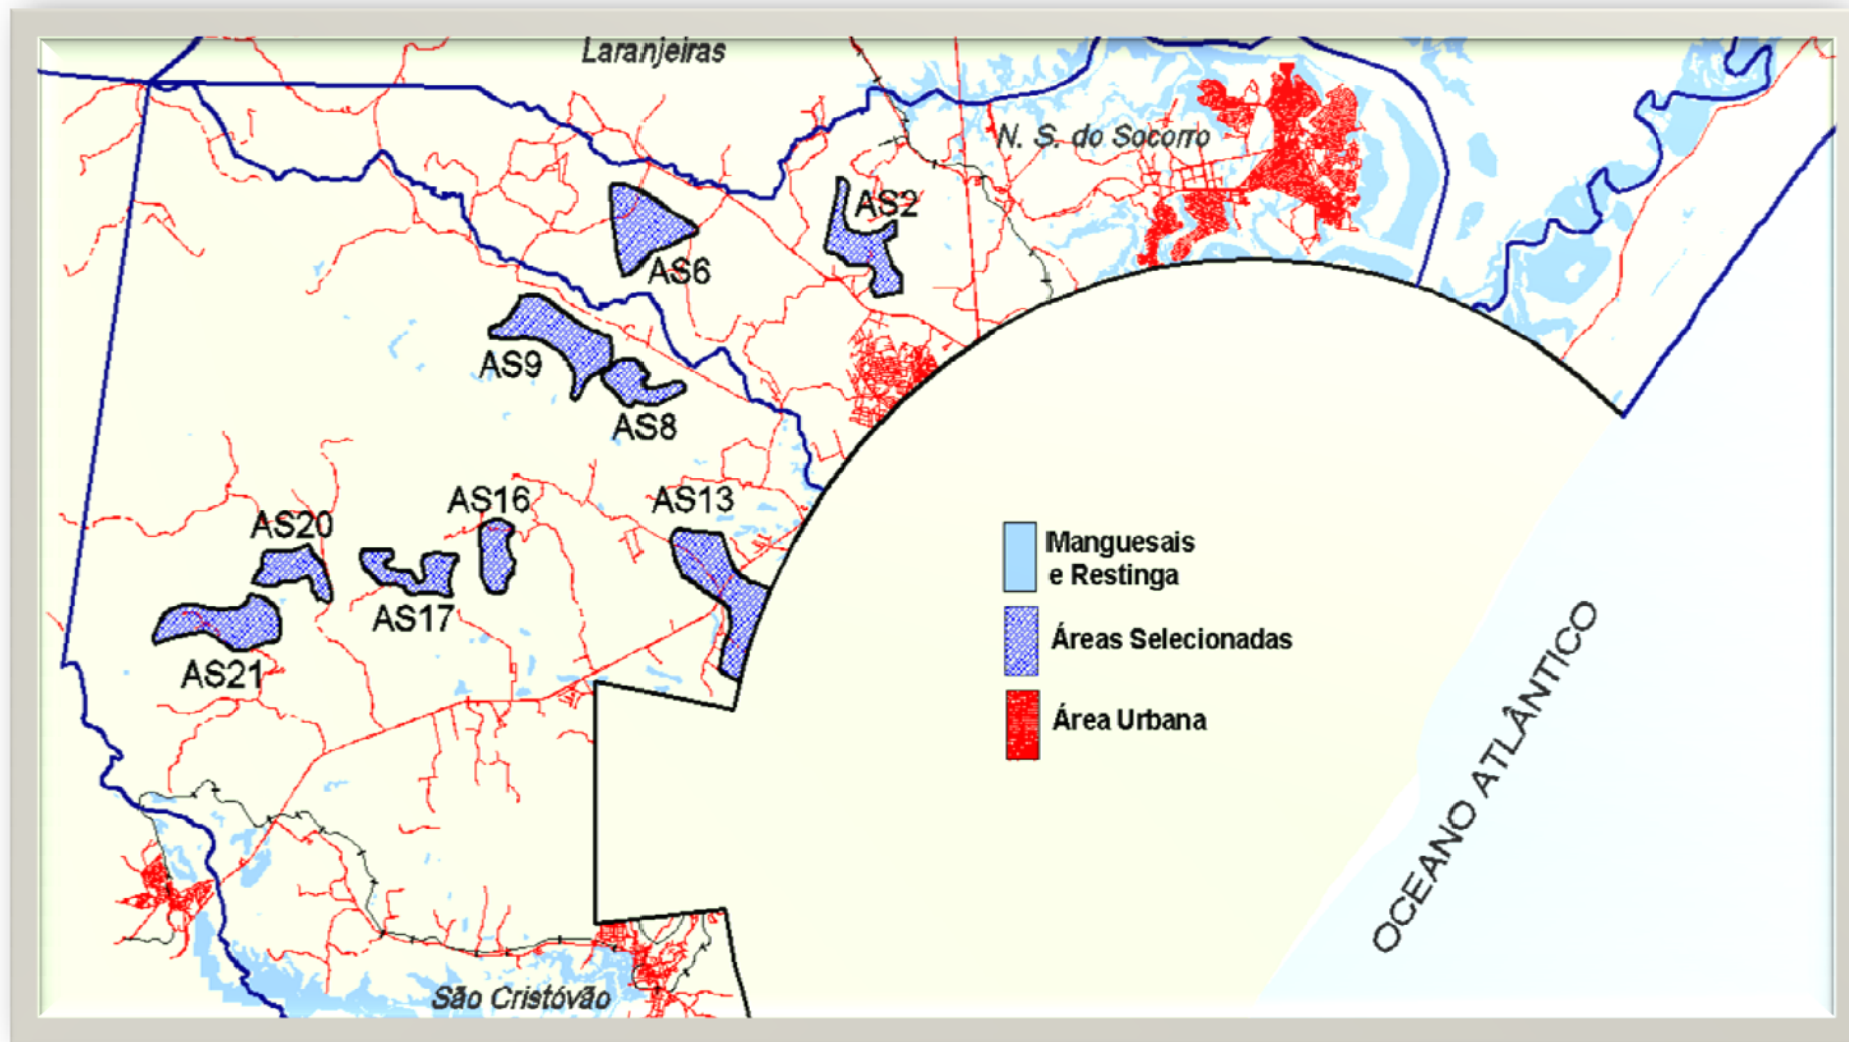 Laranjeiras
N. S. do Socorro
AS2
AS6
AS9
AS8
AS16
AS13
AS20
AS17
AS21
Manguesais
e Restinga
Áreas Selecionadas
Área Urbana
OCEANO ATLÂNTICO
São Cristóvão